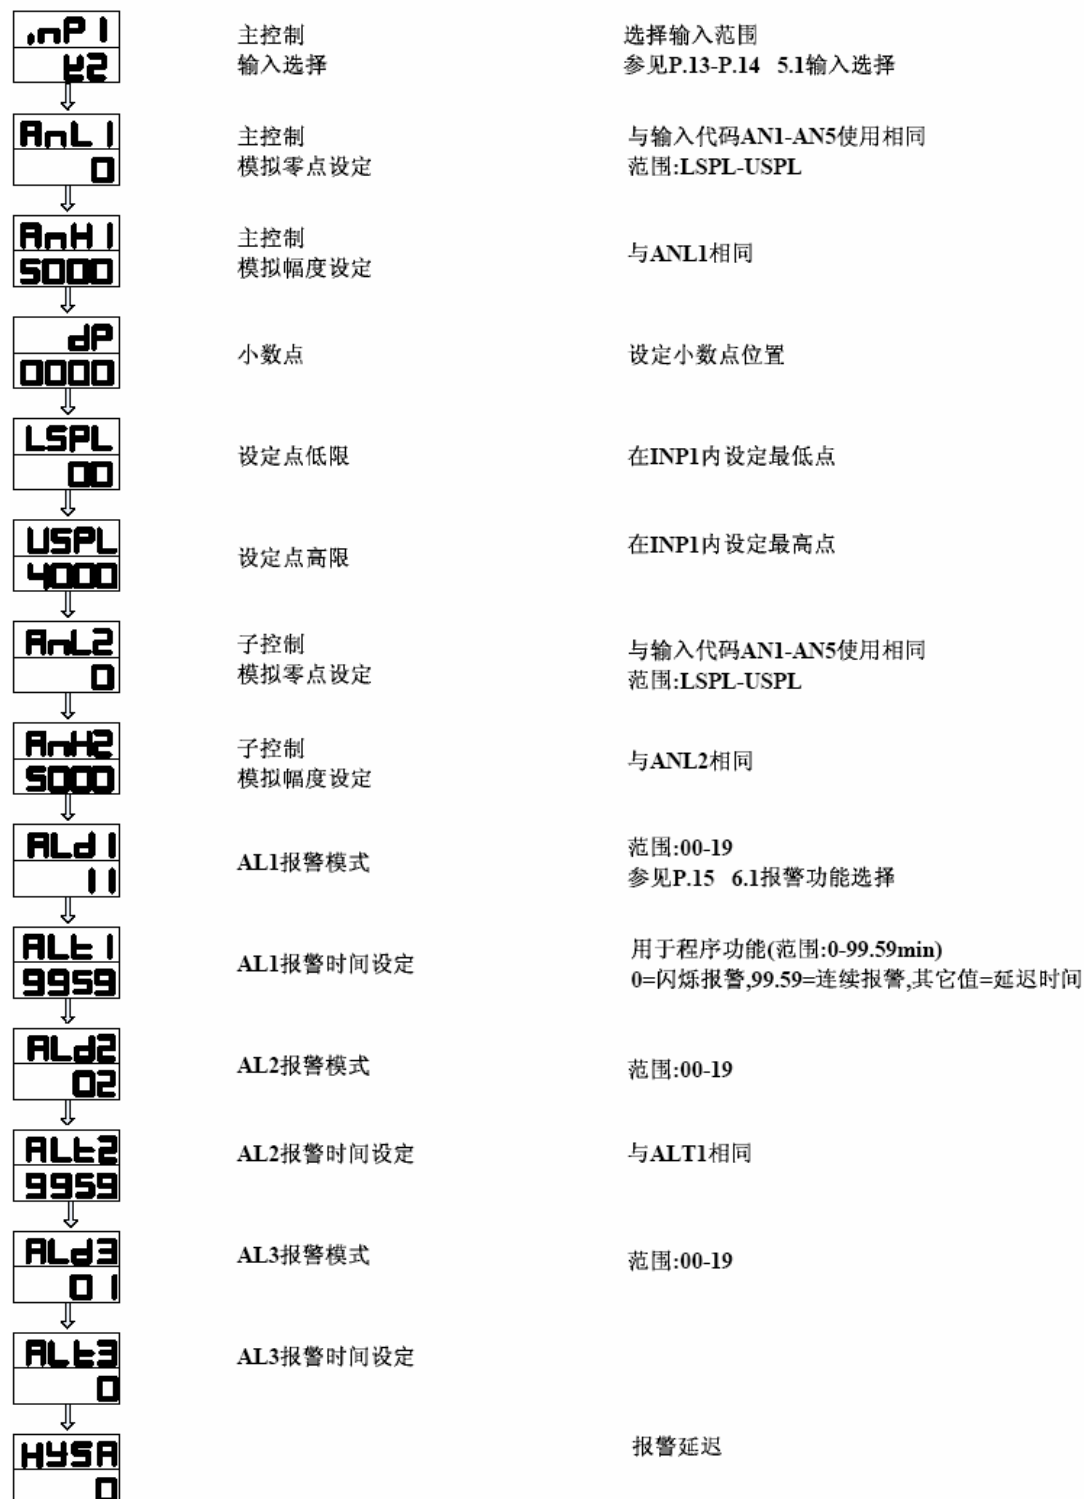 inP1
K2
主控制
输入选择
选择输入范围
参见P.13-P.14 5.1输入选择
AnL1
0
主控制
模拟零点设定
与输入代码AN1-AN5使用相同
范围:LSPL-USPL
AnH1
5000
主控制
模拟幅度设定
与ANL1相同
dP
0000
小数点
设定小数点位置
LSPL
00
设定点低限
在INP1内设定最低点
USPL
4000
设定点高限
在INP1内设定最高点
AnL2
0
子控制
模拟零点设定
与输入代码AN1-AN5使用相同
范围:LSPL-USPL
AnH2
5000
子控制
模拟幅度设定
与ANL2相同
ALd1
11
AL1报警模式
范围:00-19
参见P.15 6.1报警功能选择
ALt1
9959
AL1报警时间设定
用于程序功能(范围:0-99.59min)
0=闪烁报警,99.59=连续报警,其它值=延迟时间
ALd2
02
AL2报警模式
范围:00-19
ALt2
9959
AL2报警时间设定
与ALT1相同
ALd3
01
AL3报警模式
范围:00-19
ALt3
0
AL3报警时间设定
HYSA
0
报警延迟